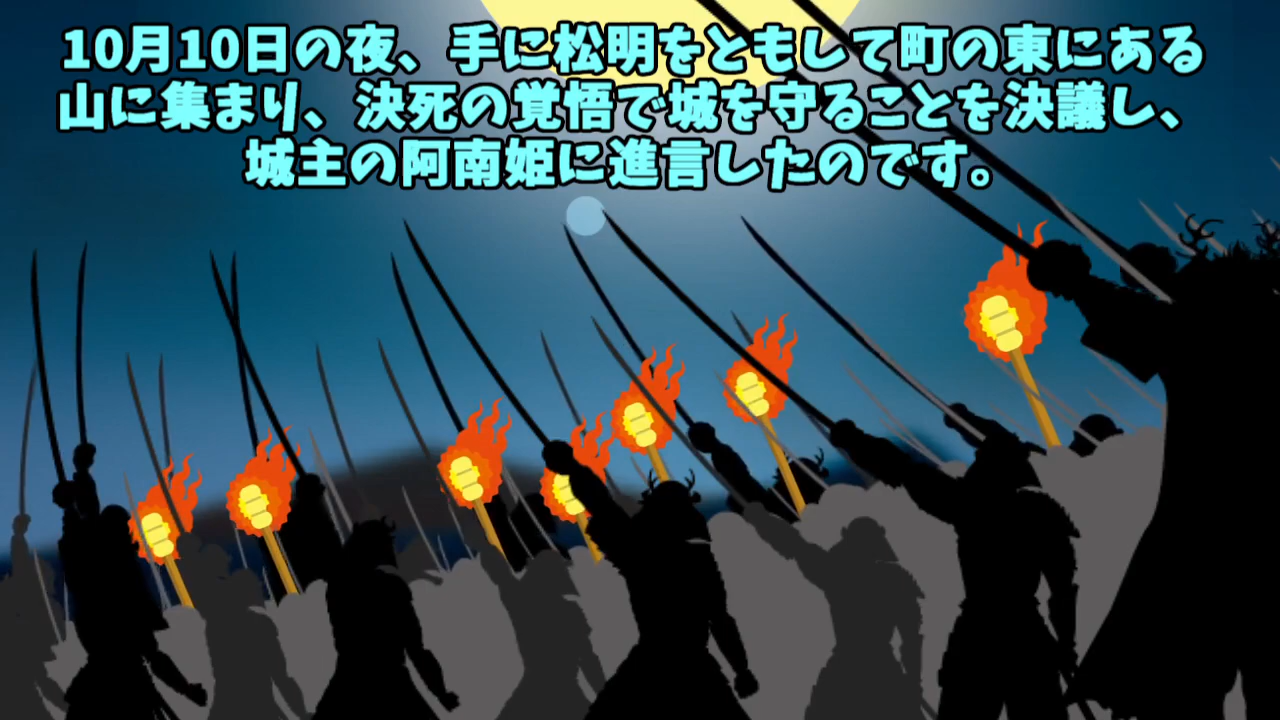 10月10日の夜、手に松明をともして町の東にある
山に集まり、決死の覚悟で城を守ることを決議し、
城主の阿南姫に進言したのです。